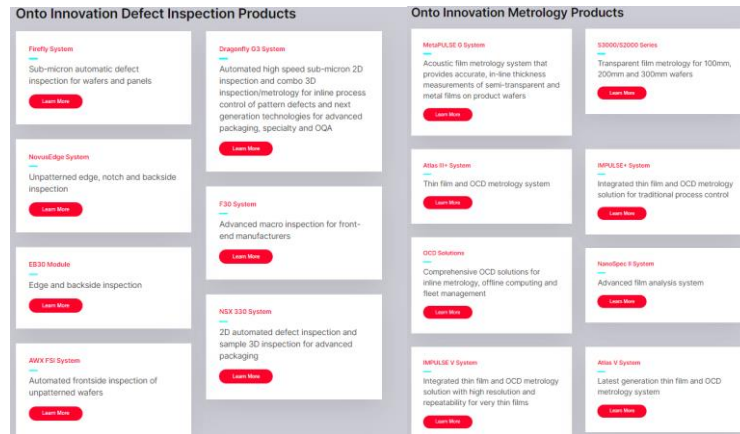 Onto Innovation Defect Inspection Products
Firefly System
Sub-micron automatic defect
inspection for wafers and panels
Learn More
NovusEdge System
Unpatterned edge, notch and backside
inspection
Learn More
EB30 Module
Edge and backside inspection
Learn More
AWX FSI System
Automated frontside inspection of
unpatterned wafers
Learn More
Dragonfly G3 System
Automated high speed sub-micron 2D
inspection and combo 3D
inspection/metrology for inline process
control of pattern defects and next
generation technologies for advanced
packaging, specialty and OQA
Learn More
F30 System
Advanced macro inspection for front-
end manufacturers
Learn More
NSX 330 System
2D automated defect inspection and
sample 3D inspection for advanced
packaging
Learn More
Onto Innovation Metrology Products
MetaPULSE G System
Acoustic film metrology system that
provides accurate, in-line thickness
measurements of semi-transparent and
metal films on product wafers
Learn More
Atlas III+ System
Thin film and OCD metrology system
Learn More
OCD Solutions
Comprehensive OCD solutions for
inline metrology, offline computing and
fleet management
Learn More
IMPULSE V System
Integrated thin film and OCD metrology
solution with high resolution and
repeatability for very thin films
Learn More
S3000/S2000 Series
Transparent film metrology for 100mm,
200mm and 300mm wafers
Learn More
IMPULSE+ System
Integrated thin film and OCD metrology
solution for traditional process control
Learn More
NanoSpec II System
Advanced film analysis system
Learn More
Atlas V System
Latest generation thin film and OCD
metrology system
Learn More